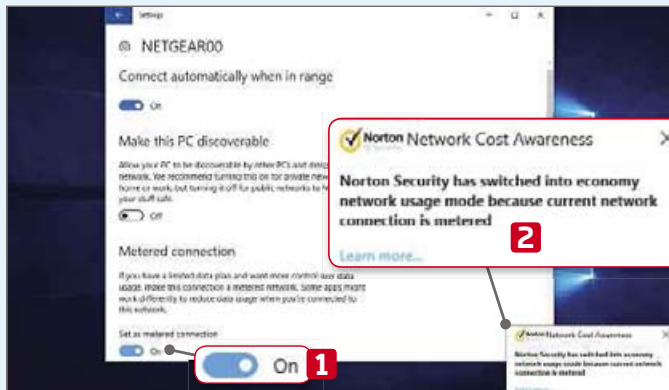 Settings
NETGEAR00
Connect automatically when in range
On
Make this PC discoverable
Allow your PC to be discoverable by other PCs and devices
network. We recommend turning this on for private
home or work, but turning it off for public networks to
your stuff safe.
Off
Metered connection
If you have a limited data plan and want more control over data
usage, make this connection a metered network. Some apps might
work differently to reduce data usage when you're connected to
this network.
Set as metered connection
On
On
1
Norton Network Cost Awareness
Norton Security has switched into economy
network usage mode because current network
connection is metered
2
Learn more...
Norton Network Cost Awareness
Norton Security has switched into economy
network usage mode because current network
connection is metered